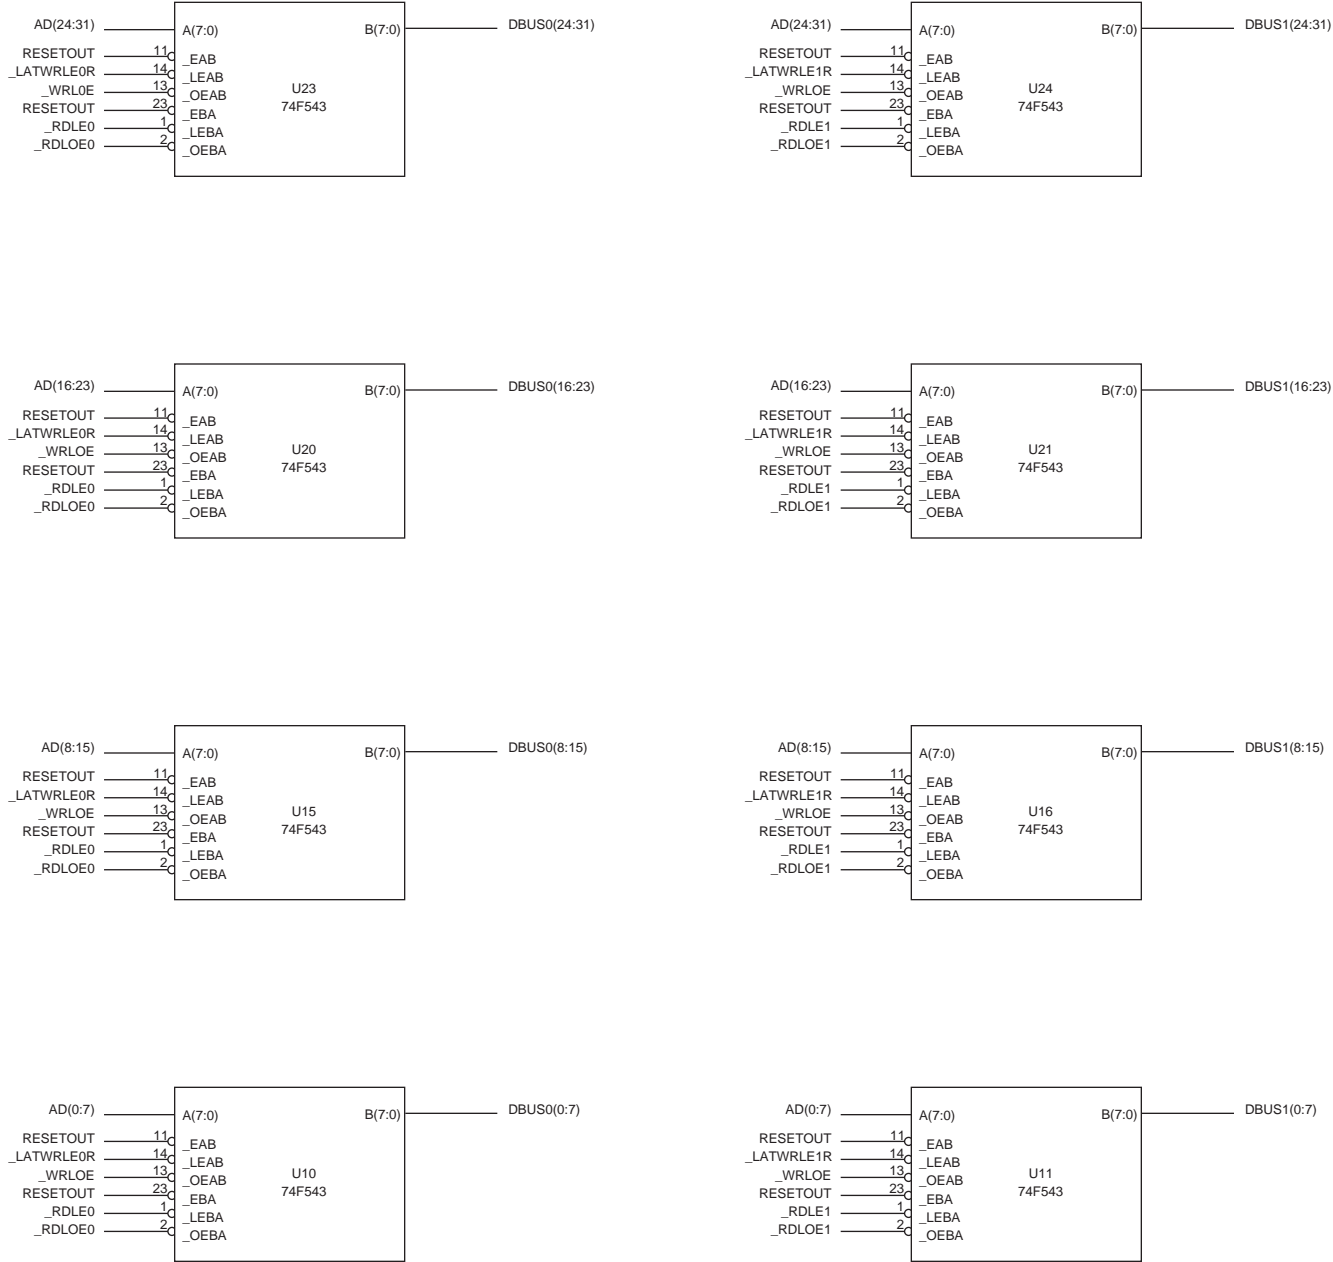 AD(24:31) A(7:0) B(7:0) DBUS0(24:31)
RESETOUT 11 _EAB
_LATWRLE0R 14 _LEAB
_WRL0E 13 _OEAB
RESETOUT 23 _EBA
_RDLE0 1 _LEBA
_RDLOE0 2 _OEBA
U23
74F543
AD(24:31) A(7:0) B(7:0) DBUS1(24:31)
RESETOUT 11 _EAB
_LATWRLE1R 14 _LEAB
_WRLOE 13 _OEAB
RESETOUT 23 _EBA
_RDLE1 1 _LEBA
_RDLOE1 2 _OEBA
U24
74F543
AD(16:23) A(7:0) B(7:0) DBUS0(16:23)
RESETOUT 11 _EAB
_LATWRLE0R 14 _LEAB
_WRLOE 13 _OEAB
RESETOUT 23 _EBA
_RDLE0 1 _LEBA
_RDLOE0 2 _OEBA
U20
74F543
AD(16:23) A(7:0) B(7:0) DBUS1(16:23)
RESETOUT 11 _EAB
_LATWRLE1R 14 _LEAB
_WRLOE 13 _OEAB
RESETOUT 23 _EBA
_RDLE1 1 _LEBA
_RDLOE1 2 _OEBA
U21
74F543
AD(8:15) A(7:0) B(7:0) DBUS0(8:15)
RESETOUT 11 _EAB
_LATWRLE0R 14 _LEAB
_WRLOE 13 _OEAB
RESETOUT 23 _EBA
_RDLE0 1 _LEBA
_RDLOE0 2 _OEBA
U15
74F543
AD(8:15) A(7:0) B(7:0) DBUS1(8:15)
RESETOUT 11 _EAB
_LATWRLE1R 14 _LEAB
_WRLOE 13 _OEAB
RESETOUT 23 _EBA
_RDLE1 1 _LEBA
_RDLOE1 2 _OEBA
U16
74F543
AD(0:7) A(7:0) B(7:0) DBUS0(0:7)
RESETOUT 11 _EAB
_LATWRLE0R 14 _LEAB
_WRLOE 13 _OEAB
RESETOUT 23 _EBA
_RDLE0 1 _LEBA
_RDLOE0 2 _OEBA
U10
74F543
AD(0:7) A(7:0) B(7:0) DBUS1(0:7)
RESETOUT 11 _EAB
_LATWRLE1R 14 _LEAB
_WRLOE 13 _OEAB
RESETOUT 23 _EBA
_RDLE1 1 _LEBA
_RDLOE1 2 _OEBA
U11
74F543